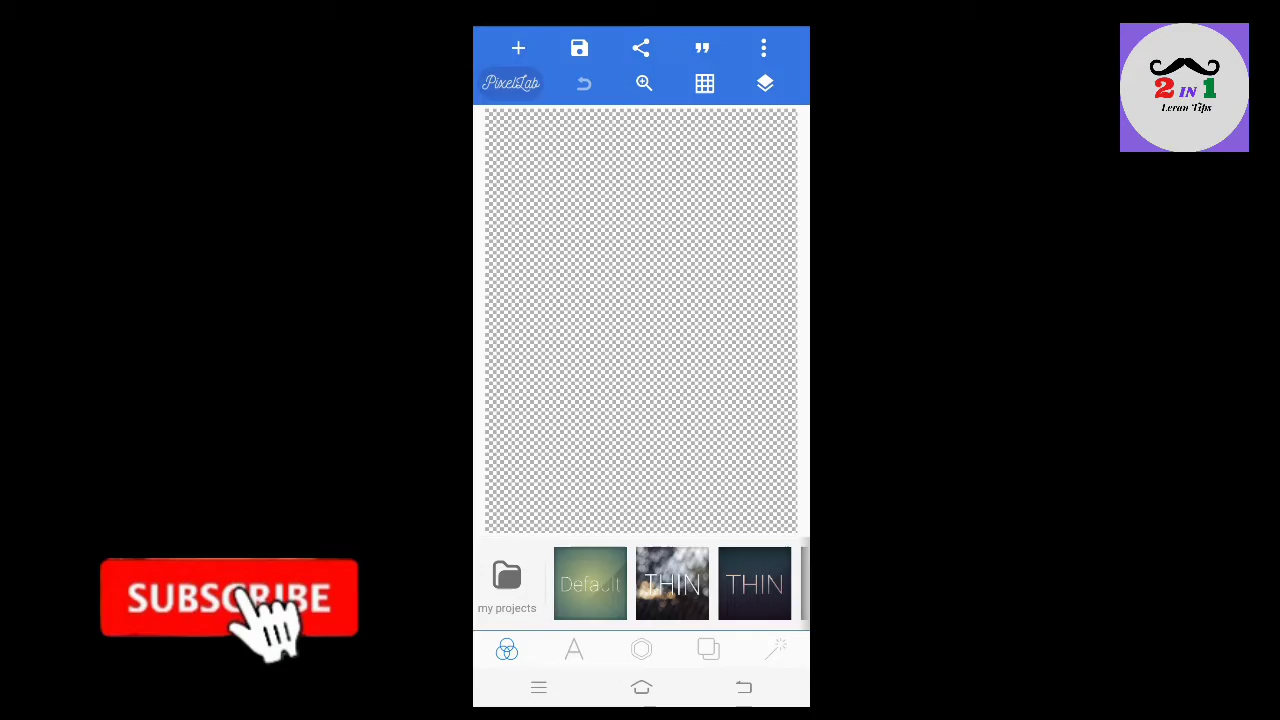 PixelLab
2 IN 1
Leran Tips
my projects
Default
THIN
THIN
SUBSCRIBE